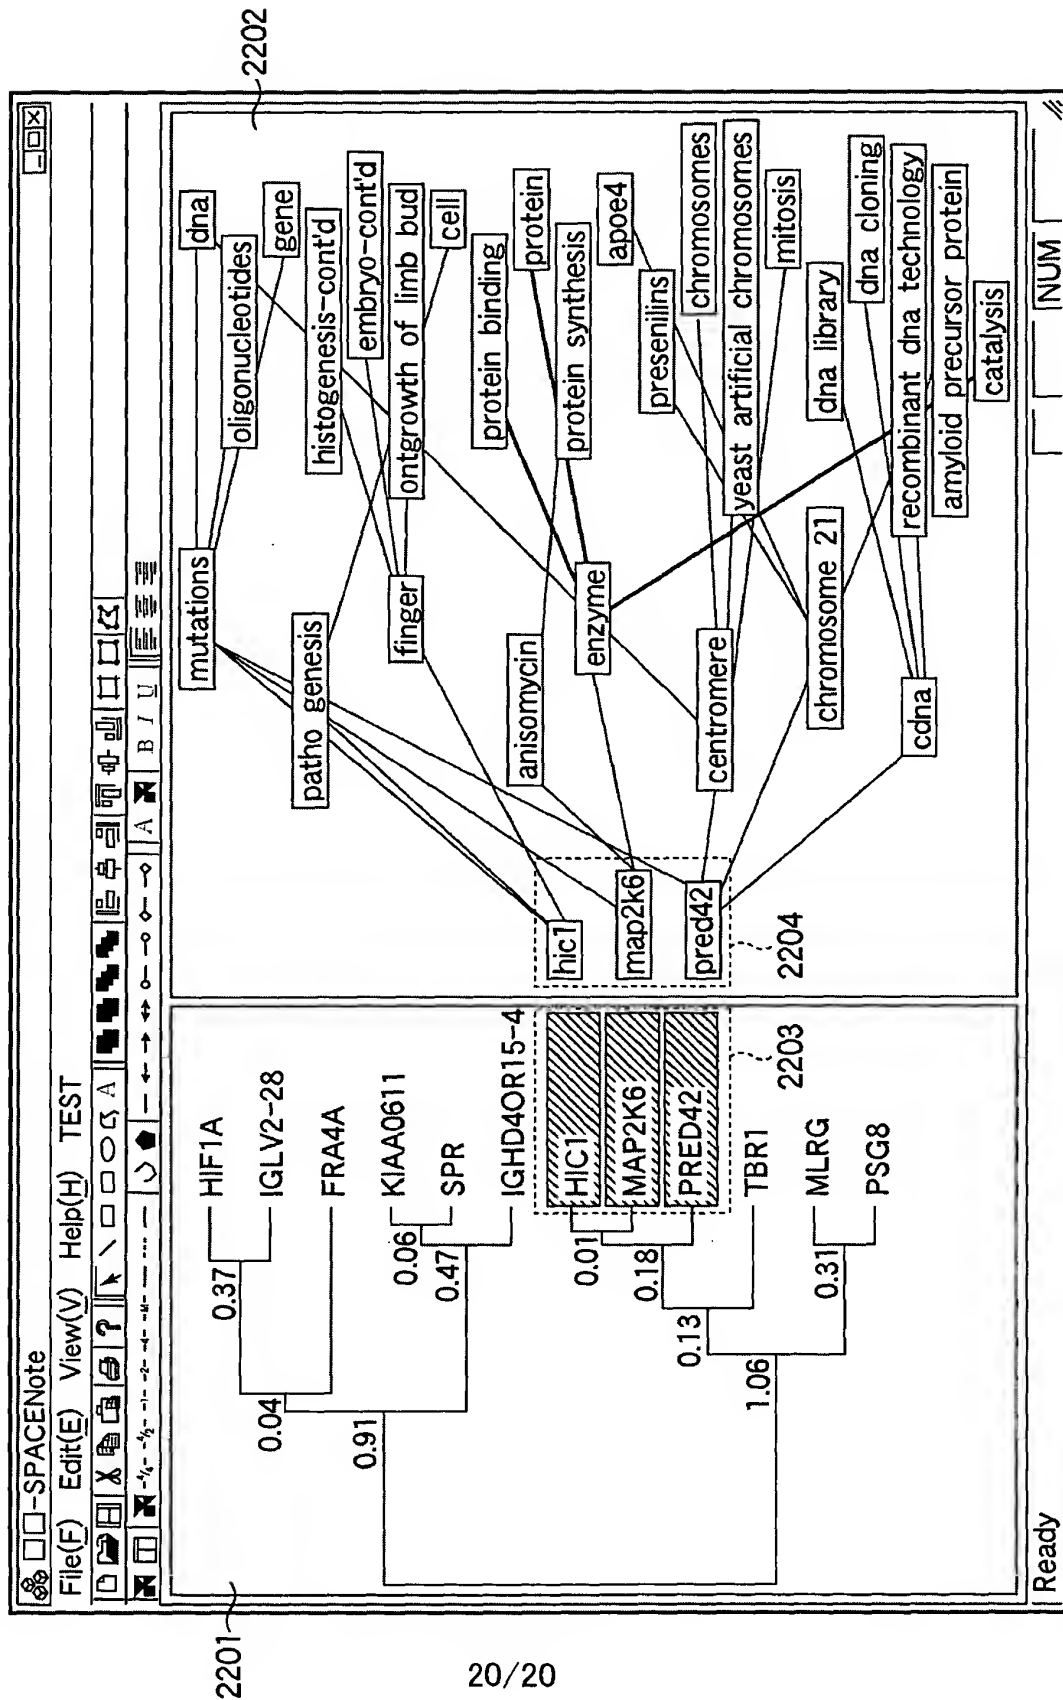 20/20
□□-SPACENote
File(F) Edit(E) View(V) Help(H) TEST
?
A
A B I U
2201
2202
HIF1A
IGLV2-28
FRA4A
KIAA0611
SPR
IGHD4OR15-4
HIC1
MAP2K6
PRED42
TBR1
MLRG
PSG8
0.37
0.04
0.06
0.47
0.91
0.01
0.18
0.13
1.06
0.31
2203
mutations
dna
oligonucleotides
gene
patho genesis
histogenesis-cont'd
embryo-cont'd
finger
ontgrowth of limb bud
cell
anisomycin
protein binding
protein
enzyme
protein synthesis
hic1
map2k6
pred42
2204
apoe4
presenilins
centromere
chromosomes
yeast artificial chromosomes
mitosis
chromosome 21
dna library
dna cloning
cdna
recombinant dna technology
amyloid precursor protein
catalysis
Ready
NUM